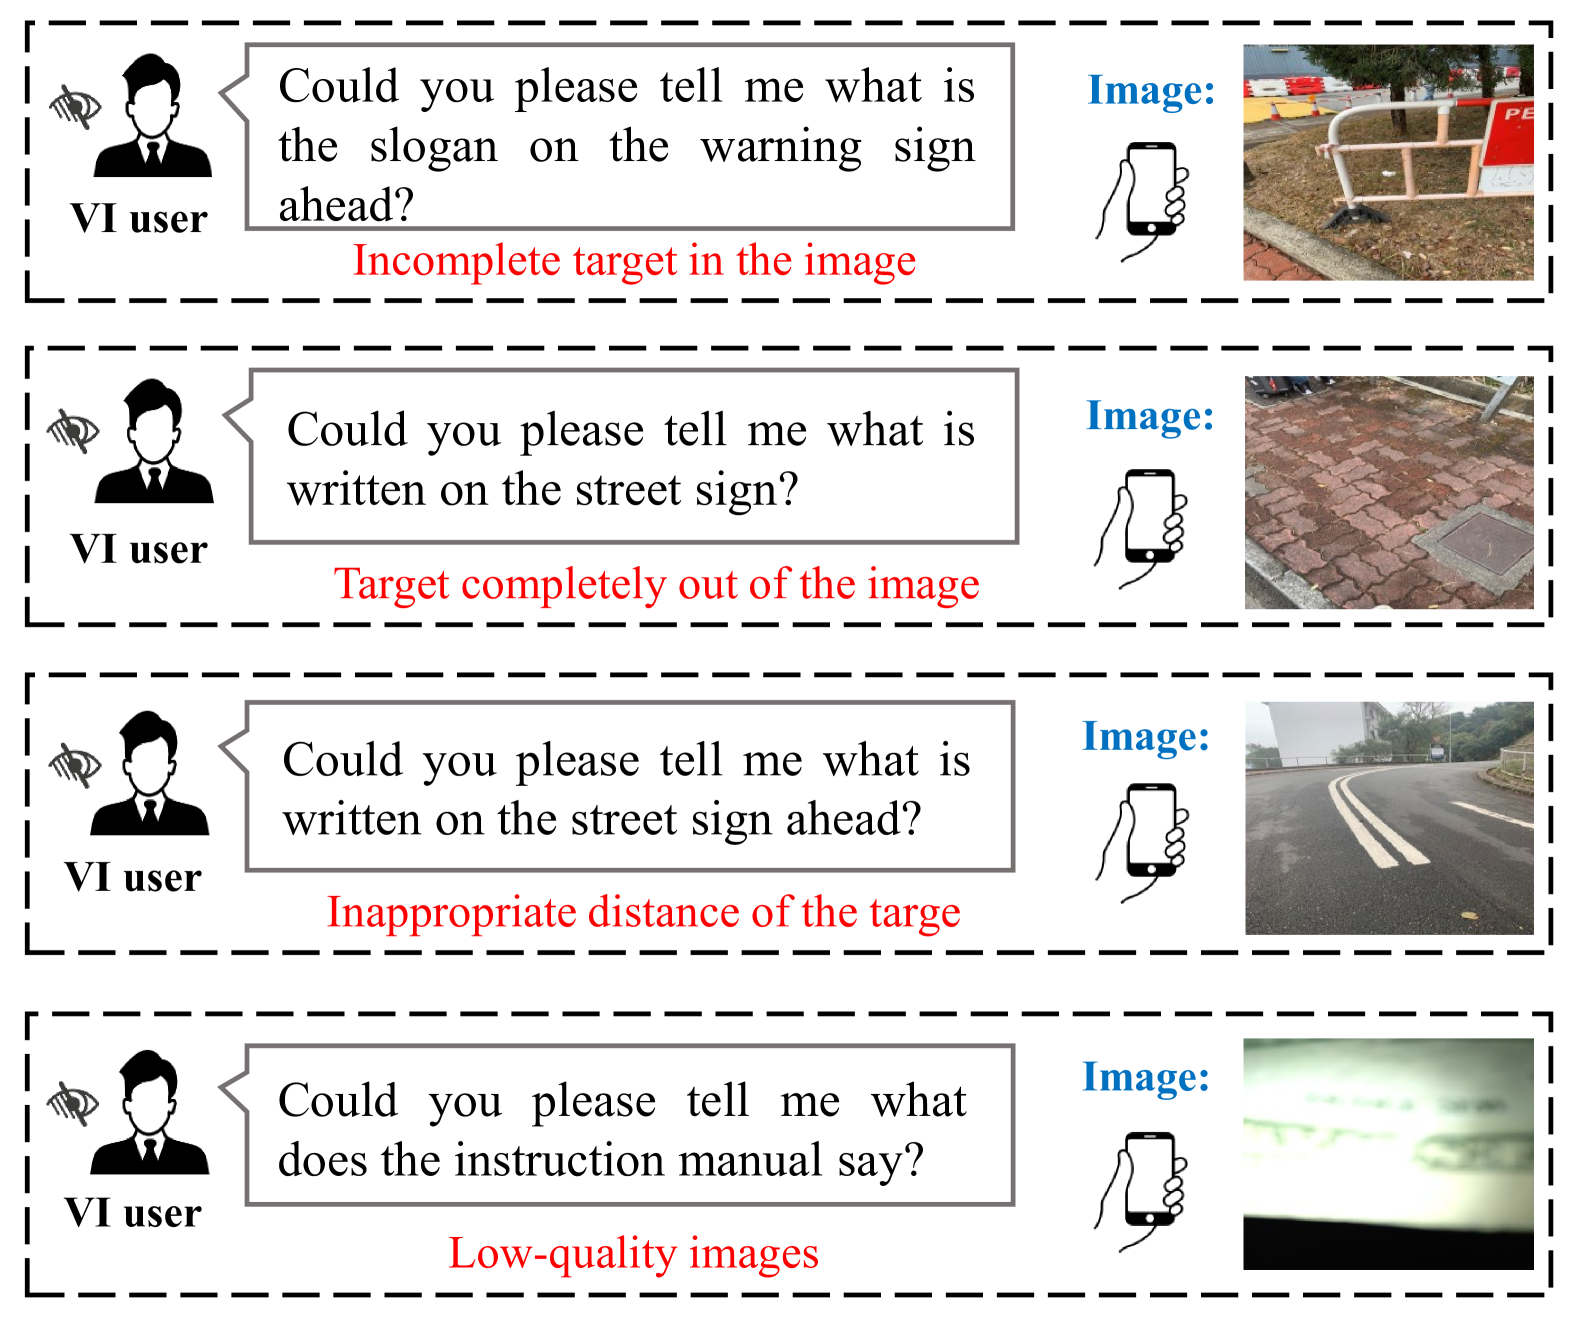 Could you please tell me what is
the slogan on the warning sign
ahead?
Image:
PE
VI user
Incomplete target in the image
Could you please tell me what is
written on the street sign?
Image:
VI user
Target completely out of the image
Could you please tell me what is
written on the street sign ahead?
Image:
VI user
Inappropriate distance of the targe
Could you please tell me what
does the instruction manual say?
Image:
VI user
Low-quality images